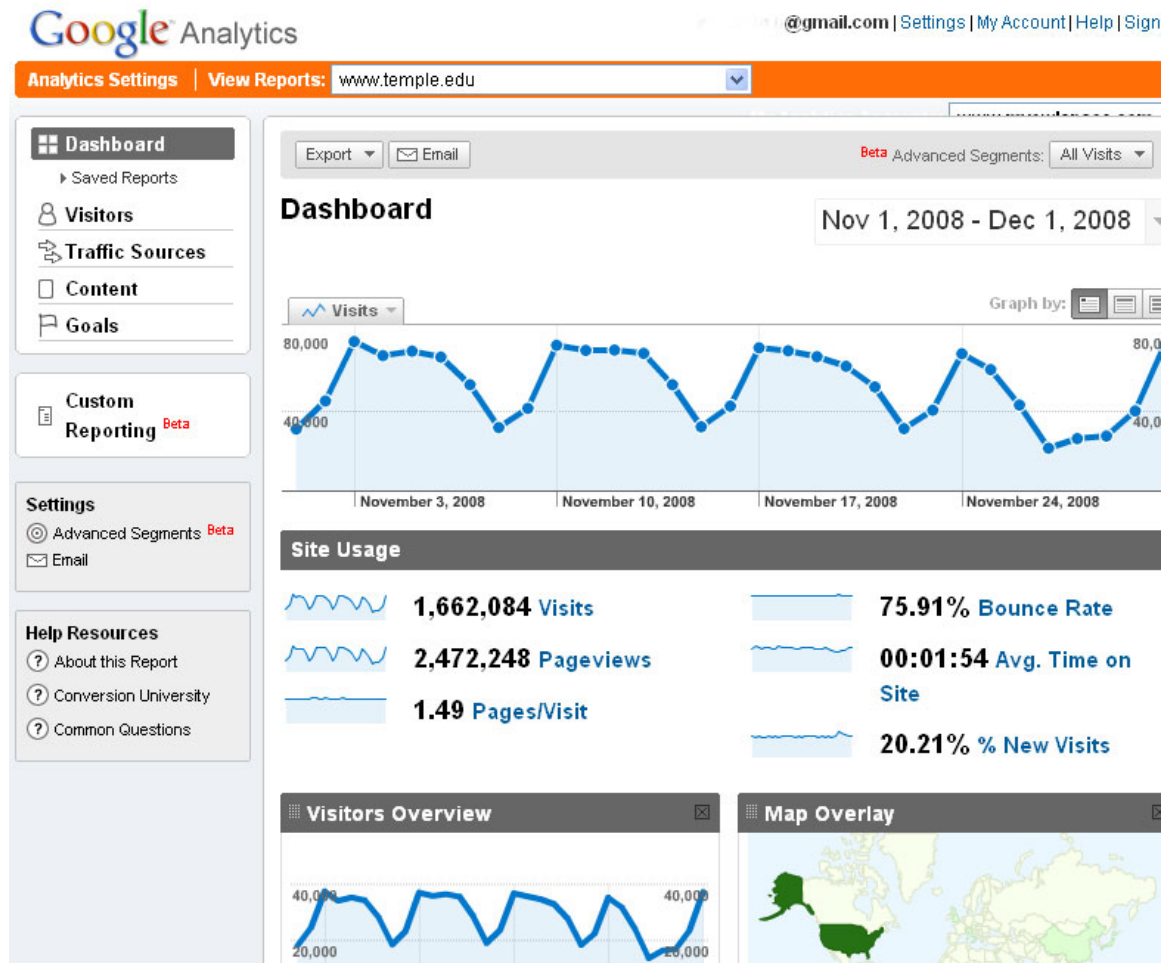 Google Analytics
@gmail.com | Settings | My Account | Help | Sign
Analytics Settings | View Reports: www.temple.edu
Dashboard
Saved Reports
Visitors
Traffic Sources
Content
Goals
Custom
Reporting Beta
Settings
Advanced Segments Beta
Email
Help Resources
About this Report
Conversion University
Common Questions
Export Email
Beta Advanced Segments: All Visits
Dashboard
Nov 1, 2008 - Dec 1, 2008
Visits
Graph by:
80,000 80,0
40,000 40,0
November 3, 2008 November 10, 2008 November 17, 2008 November 24, 2008
Site Usage
1,662,084 Visits
2,472,248 Pageviews
1.49 Pages/Visit
75.91% Bounce Rate
00:01:54 Avg. Time on
Site
20.21% % New Visits
Visitors Overview
40,000 40,000
20,000 20,000
Map Overlay